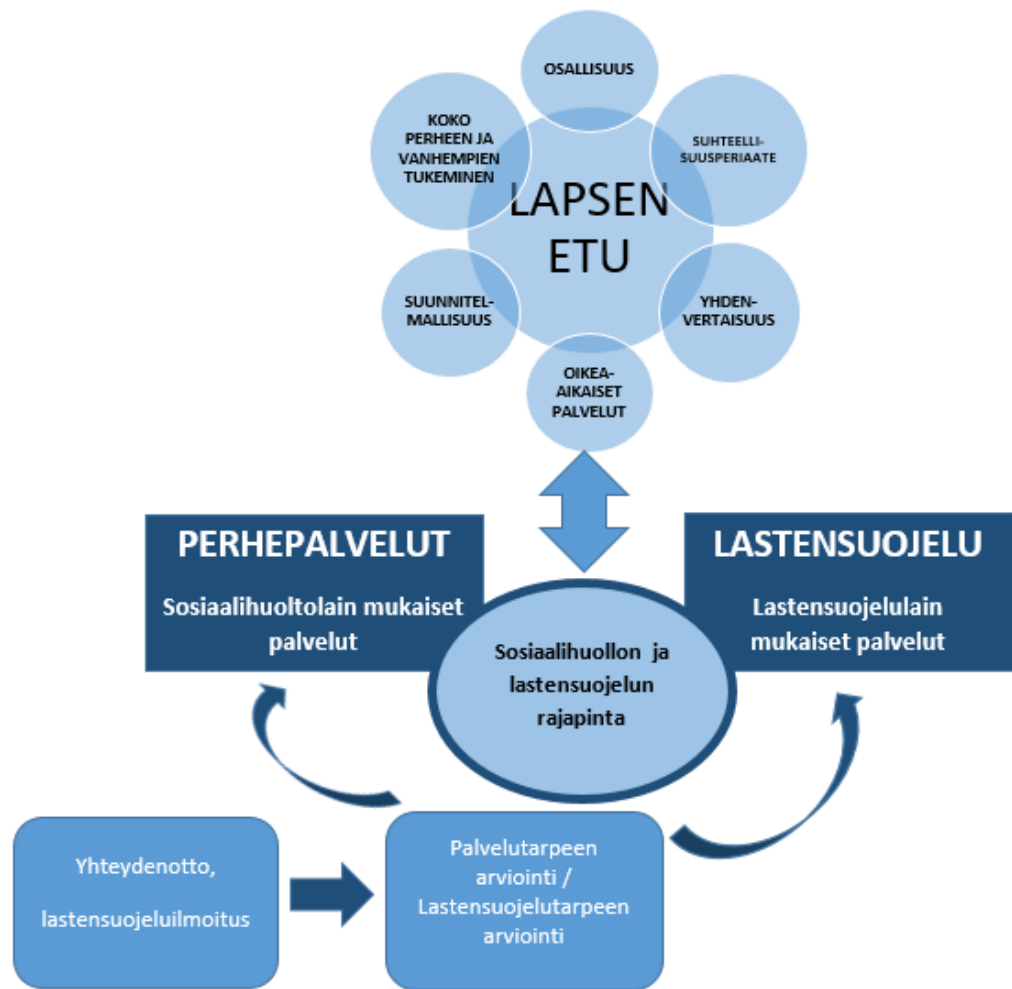 OSALLISUUS
KOKO
PERHEEN JA
VANHEMPIEN
TUKEMINEN
SUHTEELLI-
SUUSPERIAATE
LAPSEN
ETU
SUUNNITEL-
MALLISUUS
YHDEN-
VERTAISUUS
OIKEA-
AIKAISET
PALVELUT
PERHEPALVELUT
Sosiaalihuoltolain mukaiset
palvelut
LASTENSUOJELU
Lastensuojelulain
mukaiset palvelut
Sosiaalihuollon ja
lastensuojelun
rajapinta
Yhteydenotto,
lastensuojeluilmoitus
Palvelutarpeen
arviointi /
Lastensuojelutarpeen
arviointi